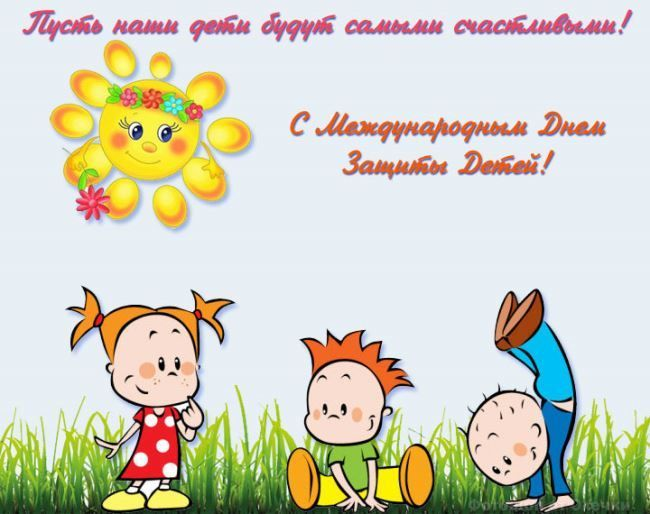 Пусть наши дети будут самыми счастливыми!
С Международным Днем
Защиты Детей!